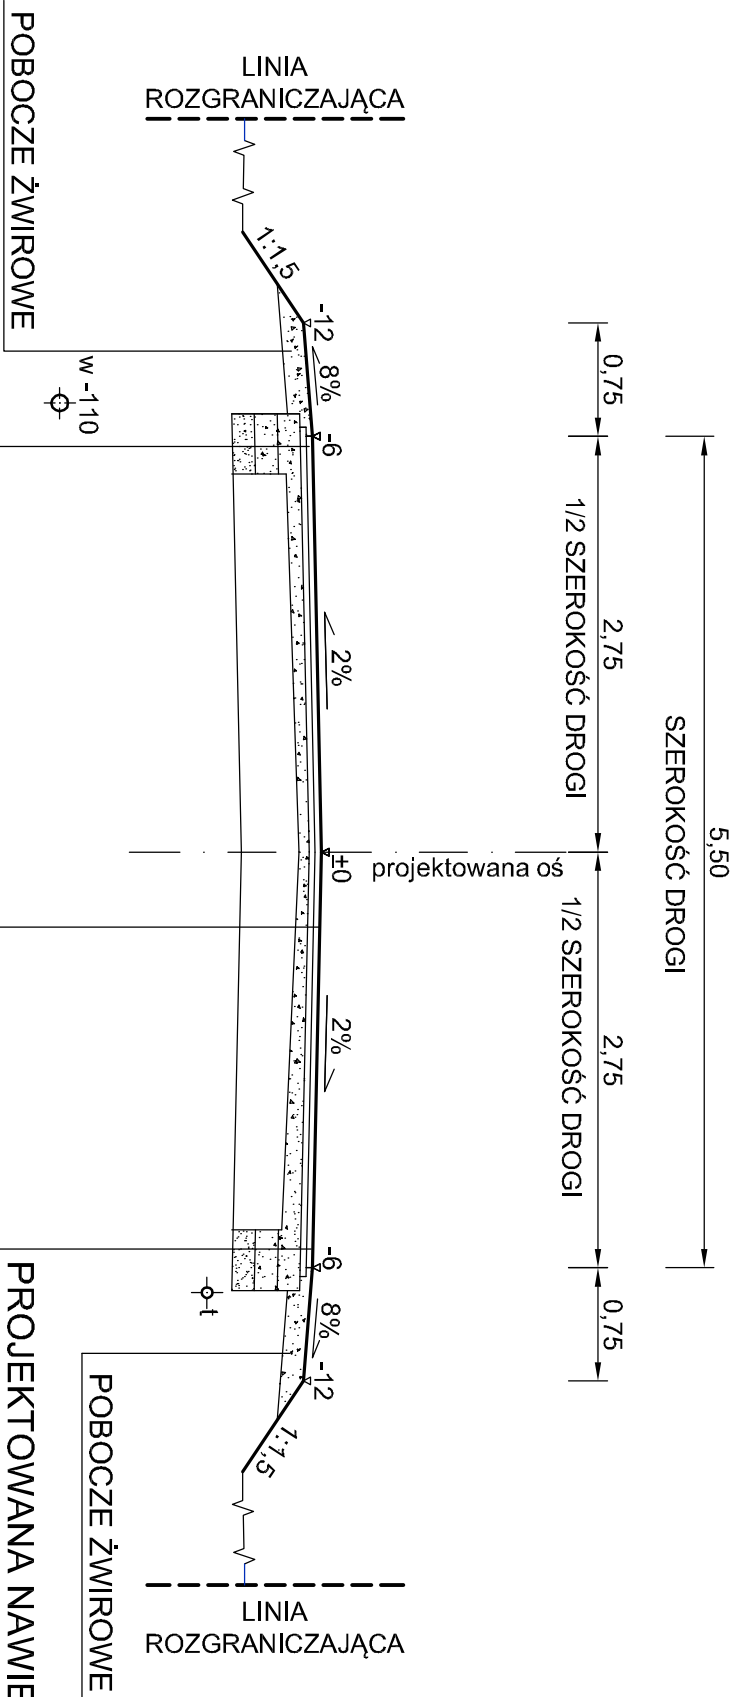 LINIA
ROZGRANICZAJĄCA
5,50
SZEROKOŚĆ DROGI
0,75
2,75
2,75
0,75
1/2 SZEROKOŚĆ DROGI
1/2 SZEROKOŚĆ DROGI
projektowana oś
1:1,5
-12
8%
-6
2%
±0
2%
-6
8%
-12
1:1,5
w -110
t
POBOCZE ŻWIROWE
POBOCZE ŻWIROWE
PROJEKTOWANA NAWIE
LINIA
ROZGRANICZAJĄCA